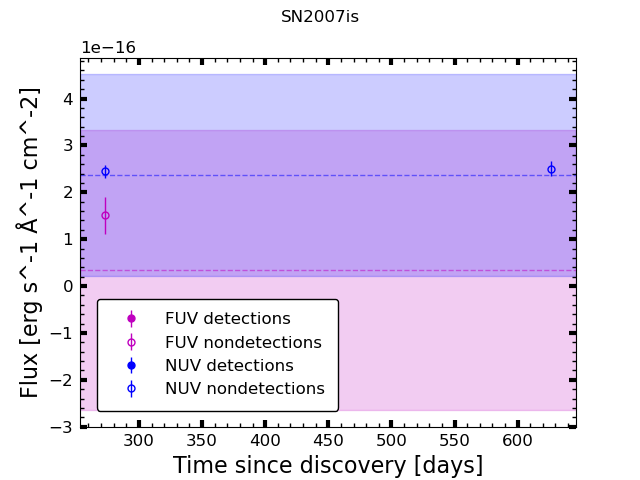 SN2007is
1e−16
Flux [erg s^-1 Å^-1 cm^-2]
4
3
2
1
0
−1
−2
−3
FUV detections
FUV nondetections
NUV detections
NUV nondetections
300 350 400 450 500 550 600
Time since discovery [days]